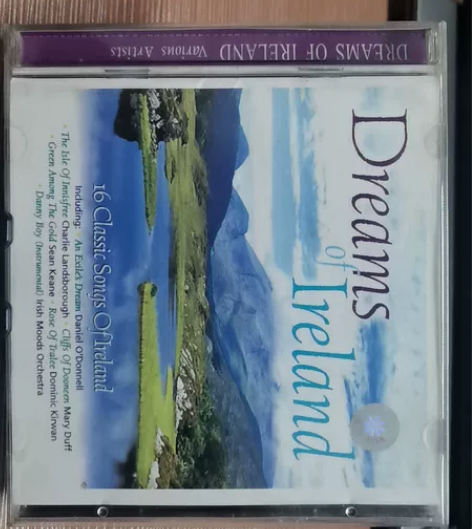 DREAMS OF IRELAND Various Artists
Dreams
of Ireland
16 Classic Songs Of Ireland
Including: · An Exile's Dream Daniel O'Donnell
· The Isle Of Innisfree Charlie Landsborough · Cliffs Of Dooneen Mary Duff
· Green Among The Gold Sean Keane · Rose Of Tralee Dominic Kirwan
· Danny Boy (Instrumental) Irish Moods Orchestra